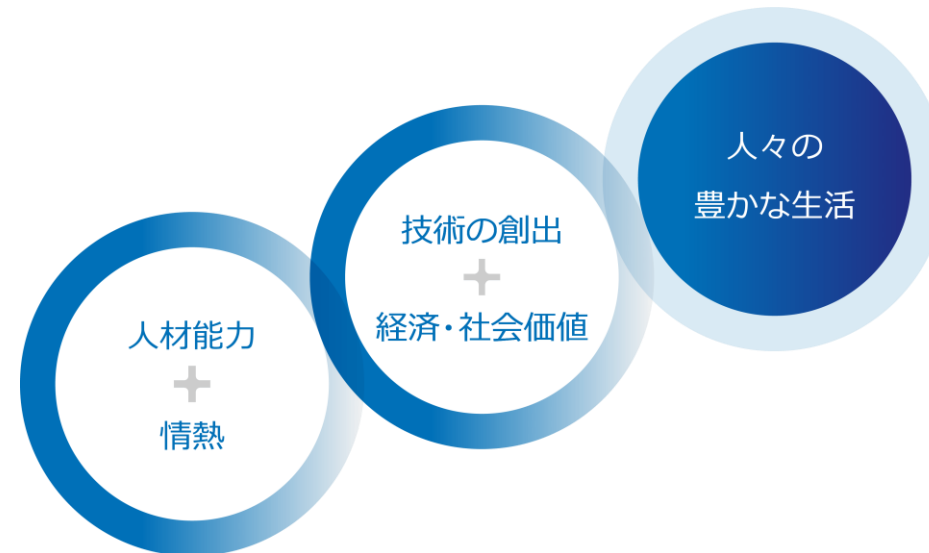 人材能力
+
情熱
技術の創出
+
経済・社会価値
人々の
豊かな生活